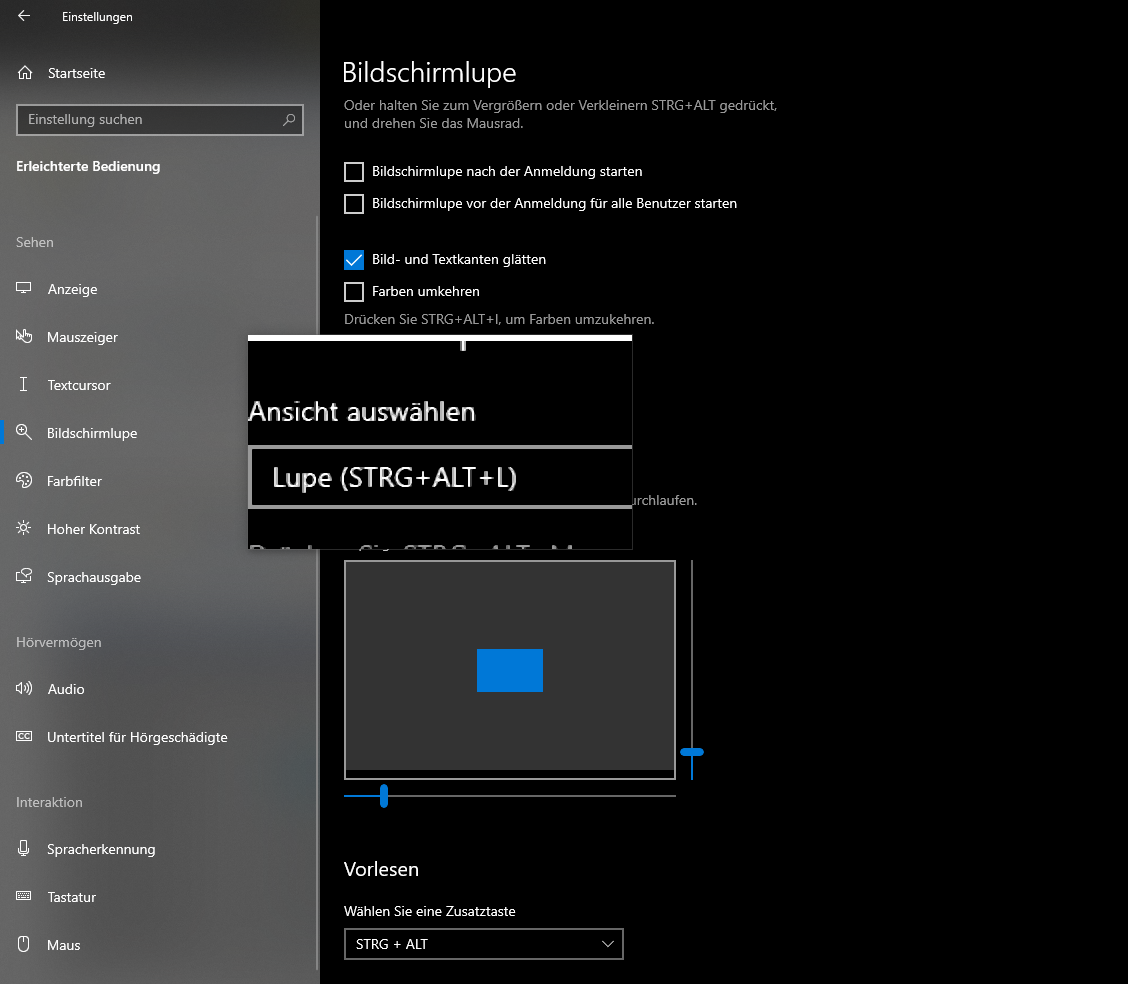 Einstellungen
Startseite
Einstellung suchen
Erleichterte Bedienung
Sehen
Anzeige
Mauszeiger
Textcursor
Bildschirmlupe
Farbfilter
Hoher Kontrast
Sprachausgabe
Hörvermögen
Audio
CC
Untertitel für Hörgeschädigte
Interaktion
Spracherkennung
Tastatur
Maus
Bildschirmlupe
Oder halten Sie zum Vergrößern oder Verkleinern STRG+ALT gedrückt,
und drehen Sie das Mausrad.
Bildschirmlupe nach der Anmeldung starten
Bildschirmlupe vor der Anmeldung für alle Benutzer starten
Bild- und Textkanten glätten
Farben umkehren
Drücken Sie STRG+ALT+I, um Farben umzukehren.
Ansicht auswählen
Lupe (STRG+ALT+L)
Vorlesen
Wählen Sie eine Zusatztaste
STRG + ALT